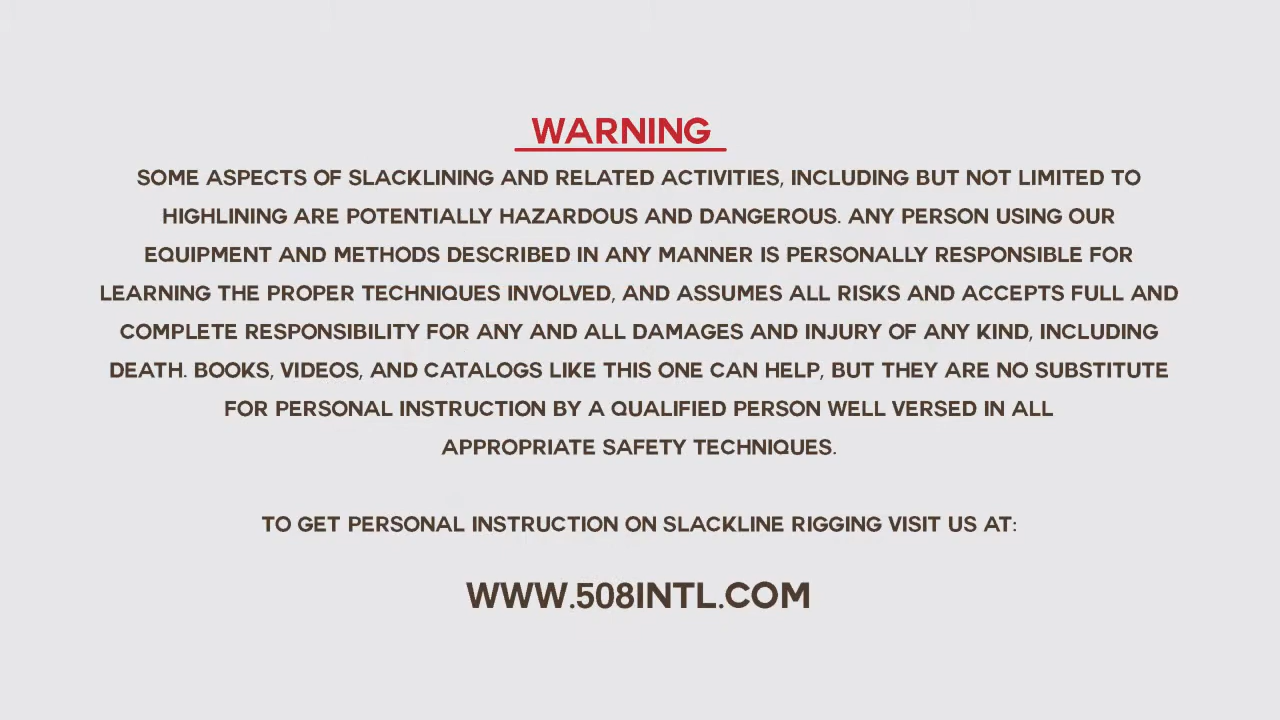 WARNING
SOME ASPECTS OF SLACKLINING AND RELATED ACTIVITIES, INCLUDING BUT NOT LIMITED TO
HIGHLINING ARE POTENTIALLY HAZARDOUS AND DANGEROUS. ANY PERSON USING OUR
EQUIPMENT AND METHODS DESCRIBED IN ANY MANNER IS PERSONALLY RESPONSIBLE FOR
LEARNING THE PROPER TECHNIQUES INVOLVED, AND ASSUMES ALL RISKS AND ACCEPTS FULL AND
COMPLETE RESPONSIBILITY FOR ANY AND ALL DAMAGES AND INJURY OF ANY KIND, INCLUDING
DEATH. BOOKS, VIDEOS, AND CATALOGS LIKE THIS ONE CAN HELP, BUT THEY ARE NO SUBSTITUTE
FOR PERSONAL INSTRUCTION BY A QUALIFIED PERSON WELL VERSED IN ALL
APPROPRIATE SAFETY TECHNIQUES.
TO GET PERSONAL INSTRUCTION ON SLACKLINE RIGGING VISIT US AT:
WWW.508INTL.COM